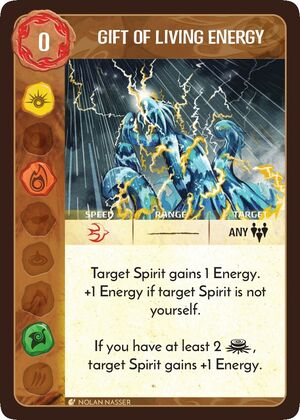 0
GIFT OF LIVING ENERGY
SPEED RANGE TARGET
ANY
Target Spirit gains 1 Energy.
+1 Energy if target Spirit is not
yourself.
If you have at least 2 ,
target Spirit gains +1 Energy.
NOLAN NASSER